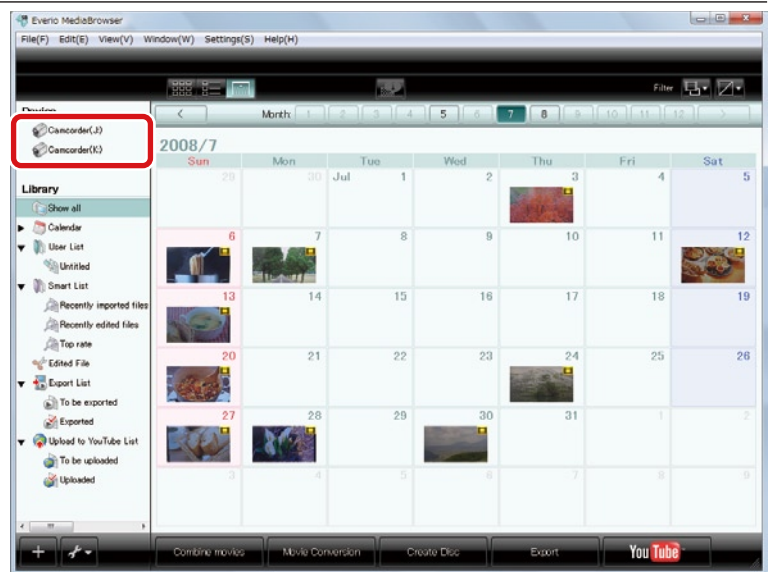 Everio MediaBrowser
File(F) Edit(E) View(V) Window(W) Settings(S) Help(H)
Filter
Device
Camcorder(J:)
Camcorder(K:)
Library
Show all
Calendar
User List
Untitled
Smart List
Recently imported files
Recently edited files
Top rate
Edited File
Export List
To be exported
Exported
Upload to YouTube List
To be uploaded
Uploaded
< Month: 1 2 3 4 5 6 7 8 9 10 11 12 >
2008/7
Sun Mon Tue Wed Thu Fri Sat
29 30 Jul 1 2 3 4 5
6 7 8 9 10 11 12
13 14 15 16 17 18 19
20 21 22 23 24 25 26
27 28 29 30 31 1 2
3 4 5 6 7 8 9
Combine movies Movie Conversion Create Disc Export YouTube